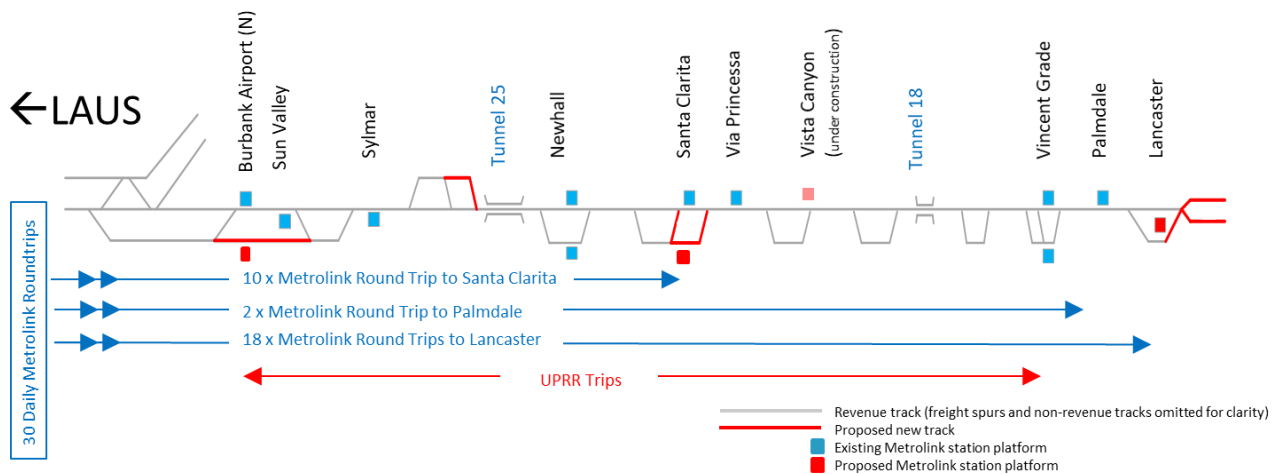 ←LAUS
Burbank Airport (N)
Sun Valley
Sylmar
Tunnel 25
Newhall
Santa Clarita
Via Princessa
Vista Canyon
(under construction)
Tunnel 18
Vincent Grade
Palmdale
Lancaster
30 Daily Metrolink Roundtrips
10 x Metrolink Round Trip to Santa Clarita
2 x Metrolink Round Trip to Palmdale
18 x Metrolink Round Trips to Lancaster
UPRR Trips
Revenue track (freight spurs and non-revenue tracks omitted for clarity)
Proposed new track
Existing Metrolink station platform
Proposed Metrolink station platform